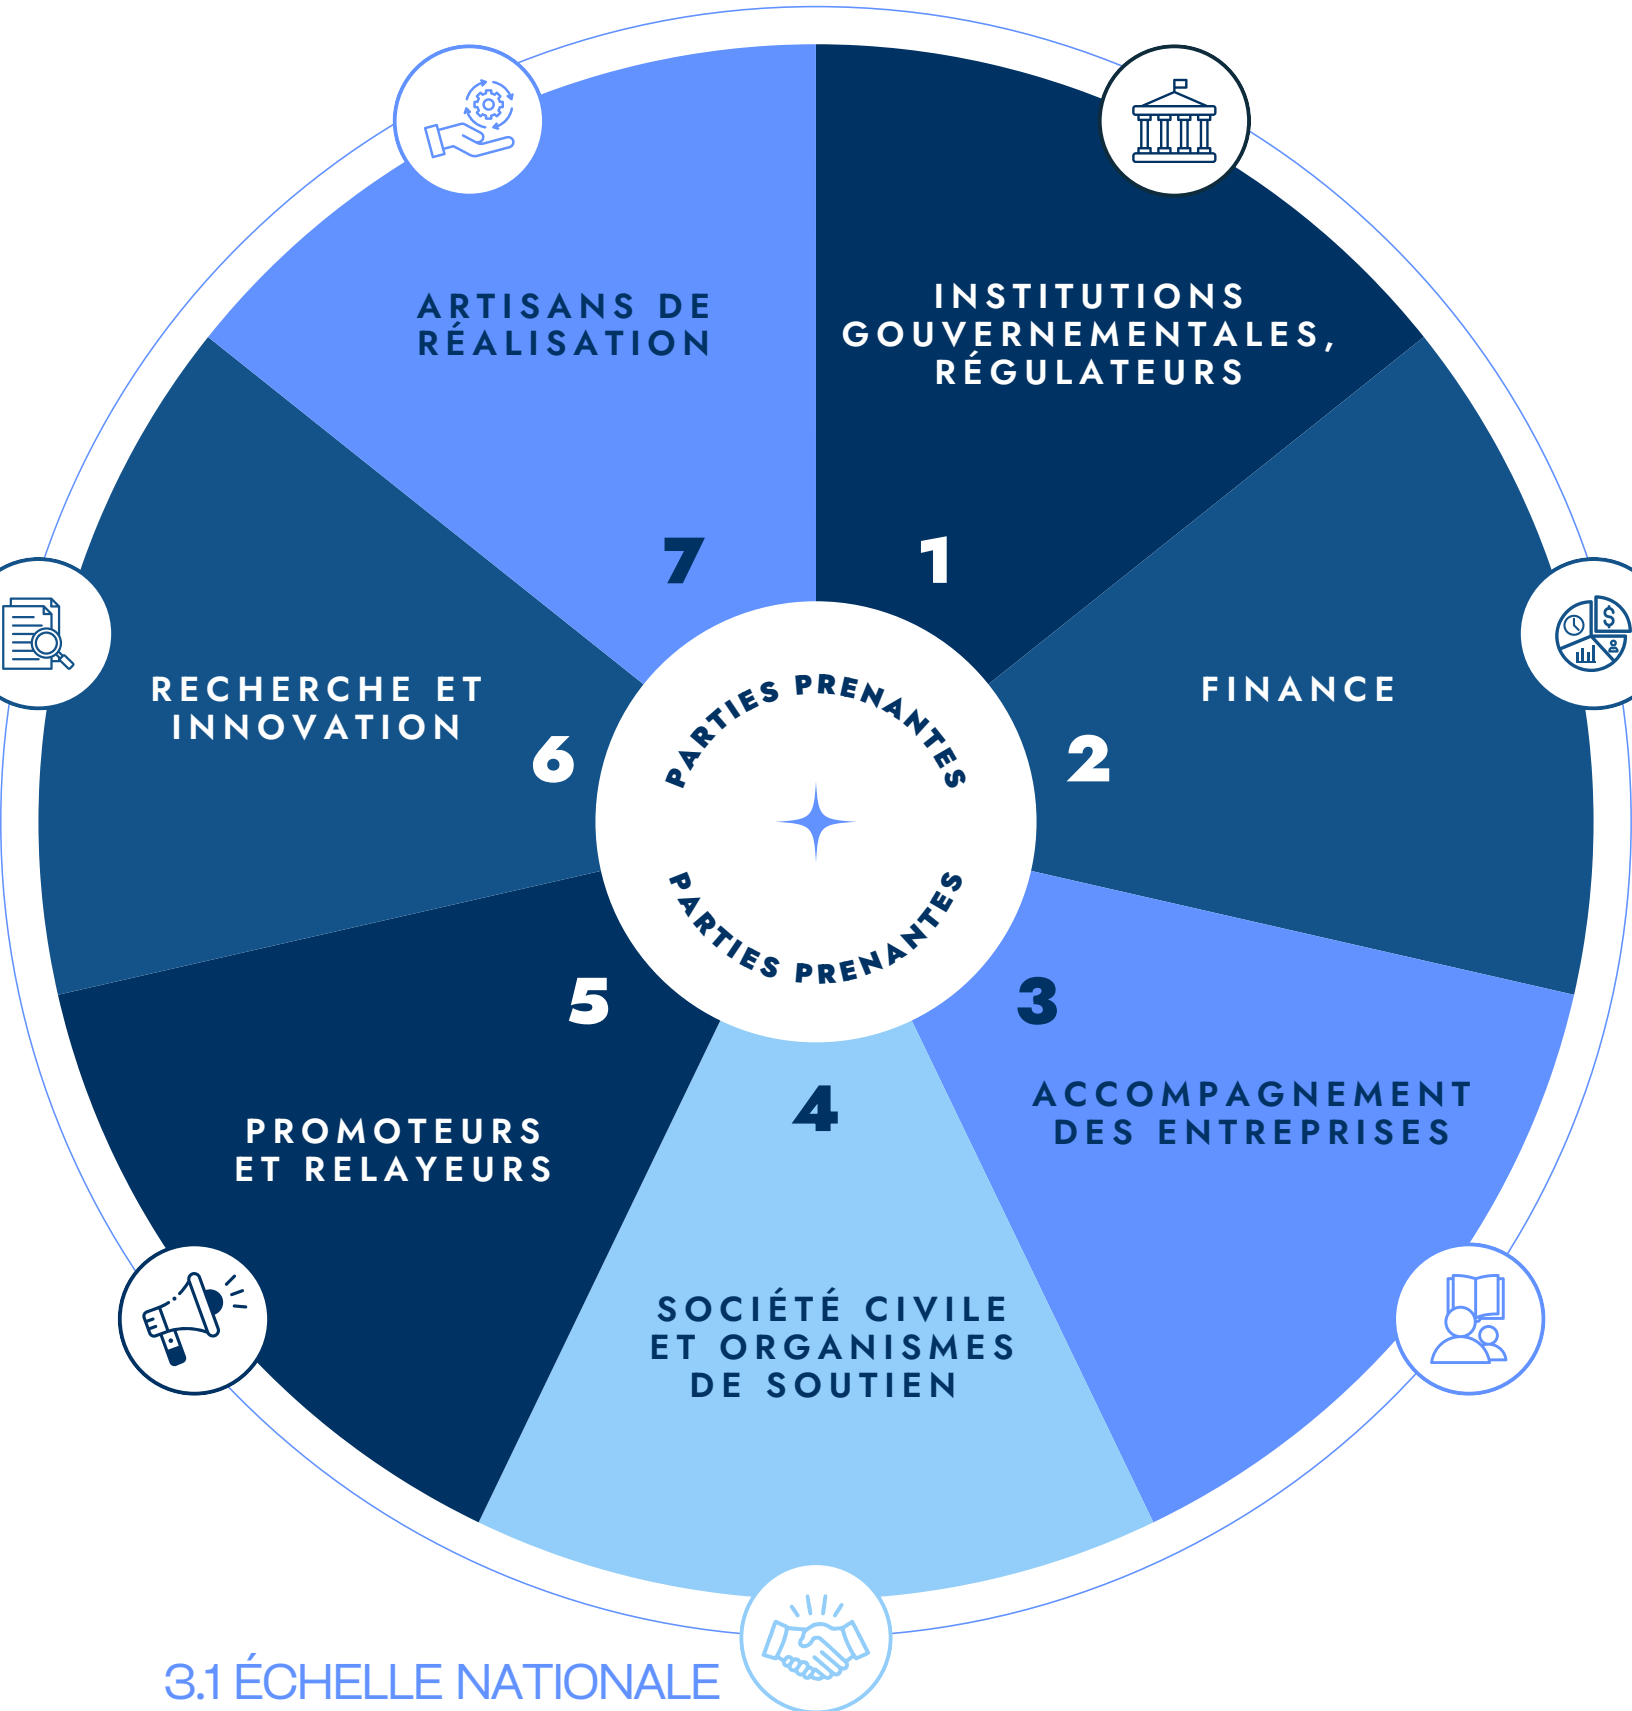 ARTISANS DE
RÉALISATION
7
INSTITUTIONS
GOUVERNEMENTALES,
RÉGULATEURS
1
FINANCE
2
3
ACCOMPAGNEMENT
DES ENTREPRISES
4
SOCIÉTÉ CIVILE
ET ORGANISMES
DE SOUTIEN
5
PROMOTEURS
ET RELAYEURS
RECHERCHE ET
INNOVATION
6
PARTIES PRENANTES
PARTIES PRENANTES
$
3.1 ÉCHELLE NATIONALE